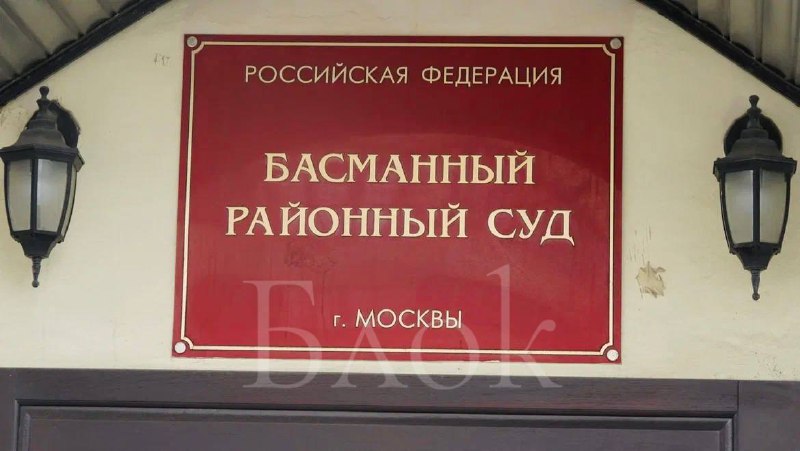 РОССИЙСКАЯ ФЕДЕРАЦИЯ
БАСМАННЫЙ
РАЙОННЫЙ СУД
г. МОСКВЫ
Блок